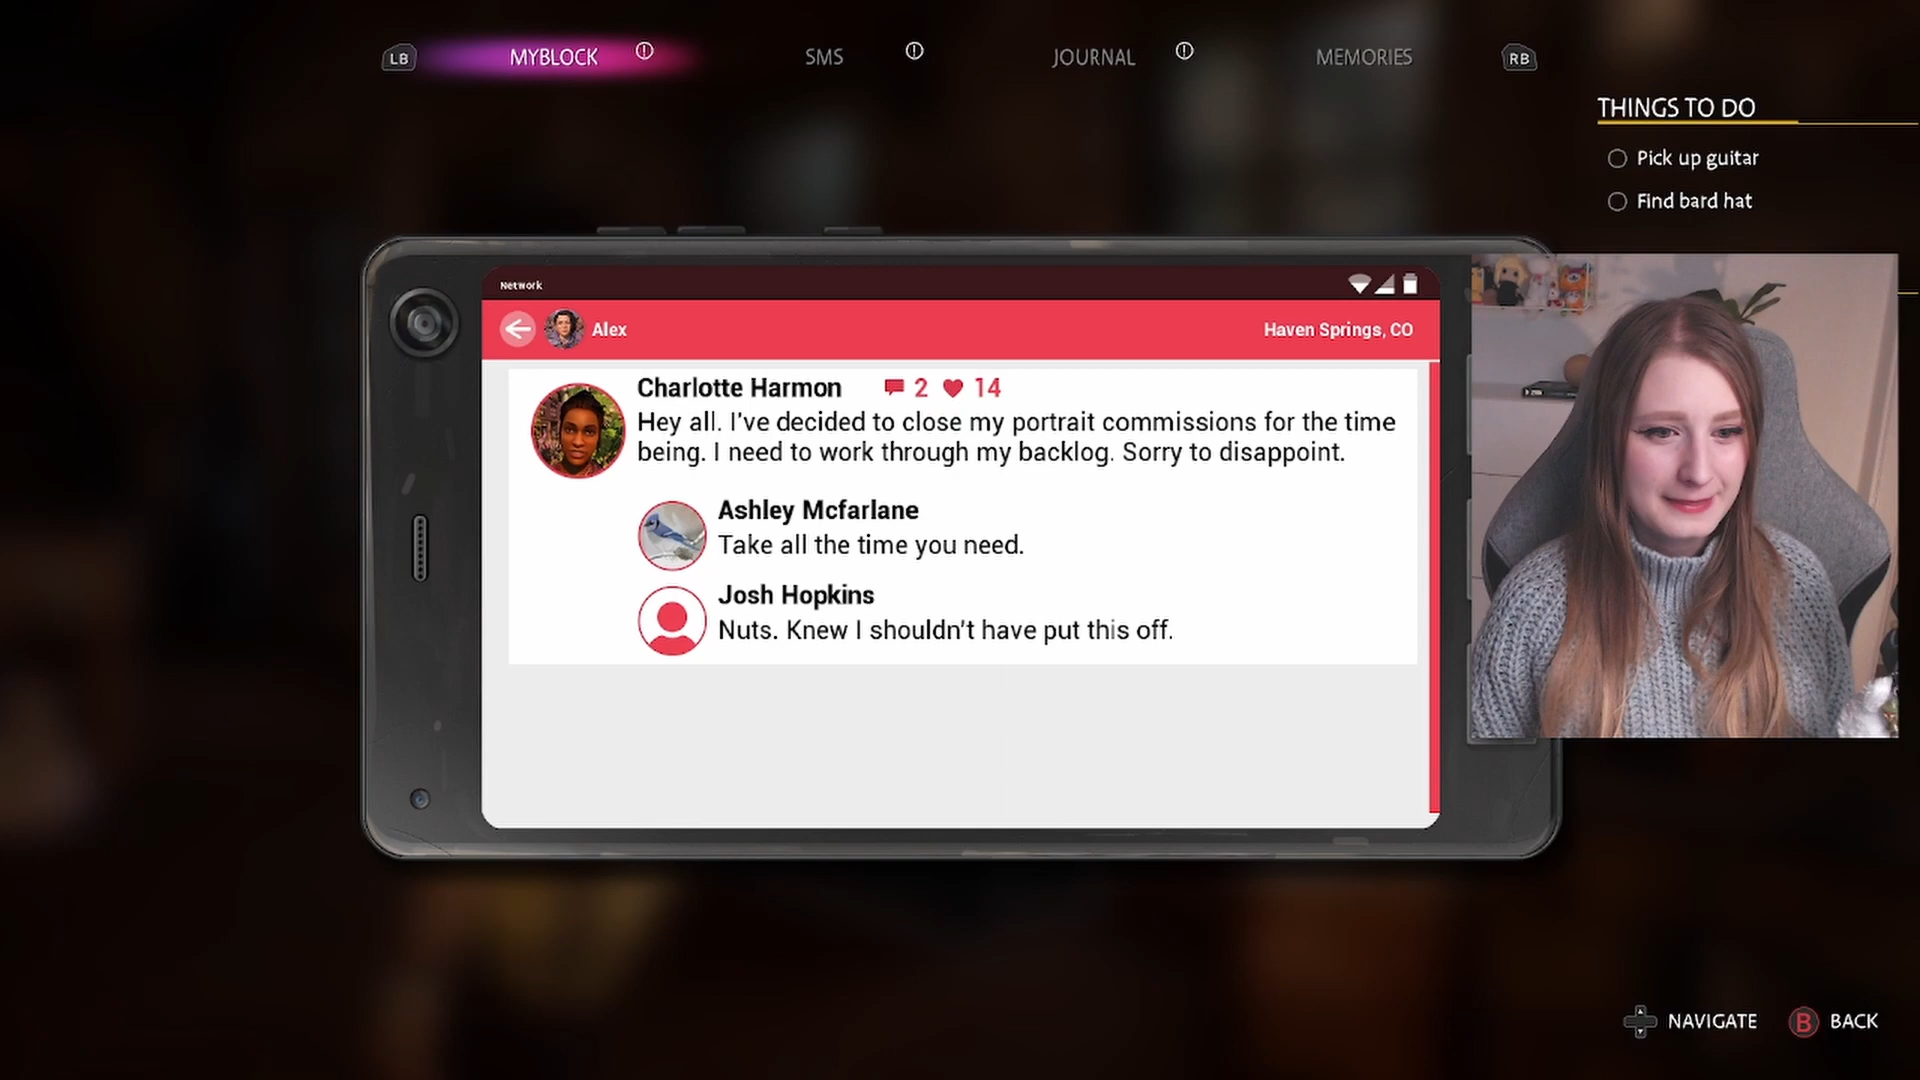 LB
MYBLOCK
SMS
JOURNAL
MEMORIES
RB
THINGS TO DO
Pick up guitar
Find bard hat
Network
Alex
Haven Springs, CO
Charlotte Harmon 2 14
Hey all. I've decided to close my portrait commissions for the time
being. I need to work through my backlog. Sorry to disappoint.
Ashley Mcfarlane
Take all the time you need.
Josh Hopkins
Nuts. Knew I shouldn't have put this off.
NAVIGATE
B BACK